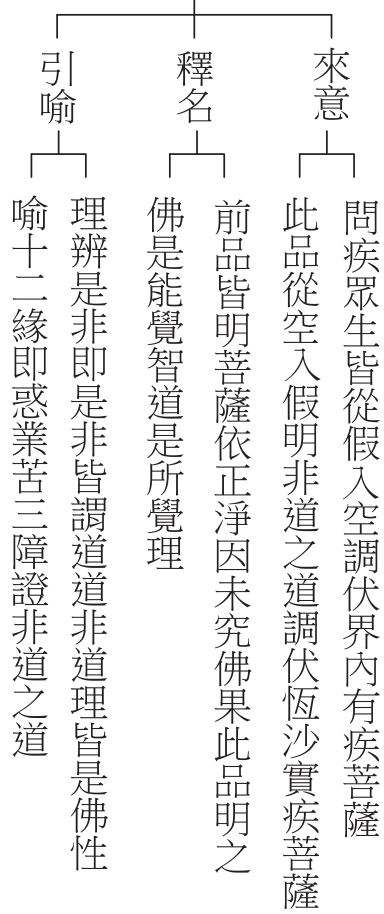 來意
問疾眾生皆從假入空調伏界內有疾菩薩
此品從空入假明非道之道調伏恆沙實疾菩薩
釋名
前品皆明菩薩依正淨因未究佛果此品明之
佛是能覺智道是所覺理
引喻
理辨是非即是非皆謂道道非道理皆是佛性
喻十二緣即惑業苦三障證非道之道